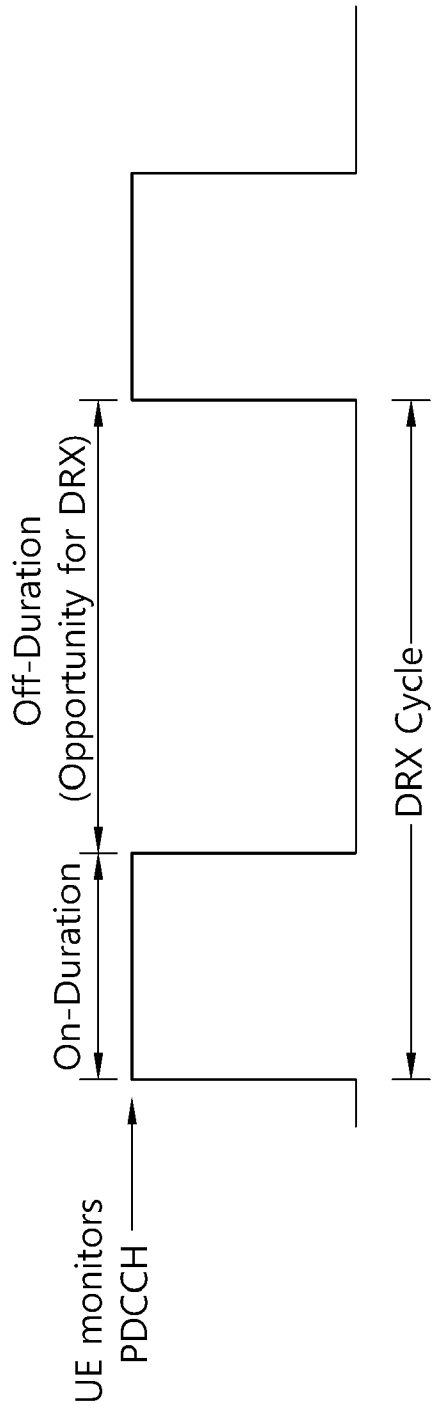 UE monitors
PDCCH
On-Duration
Off-Duration
(Opportunity for DRX)
DRX Cycle